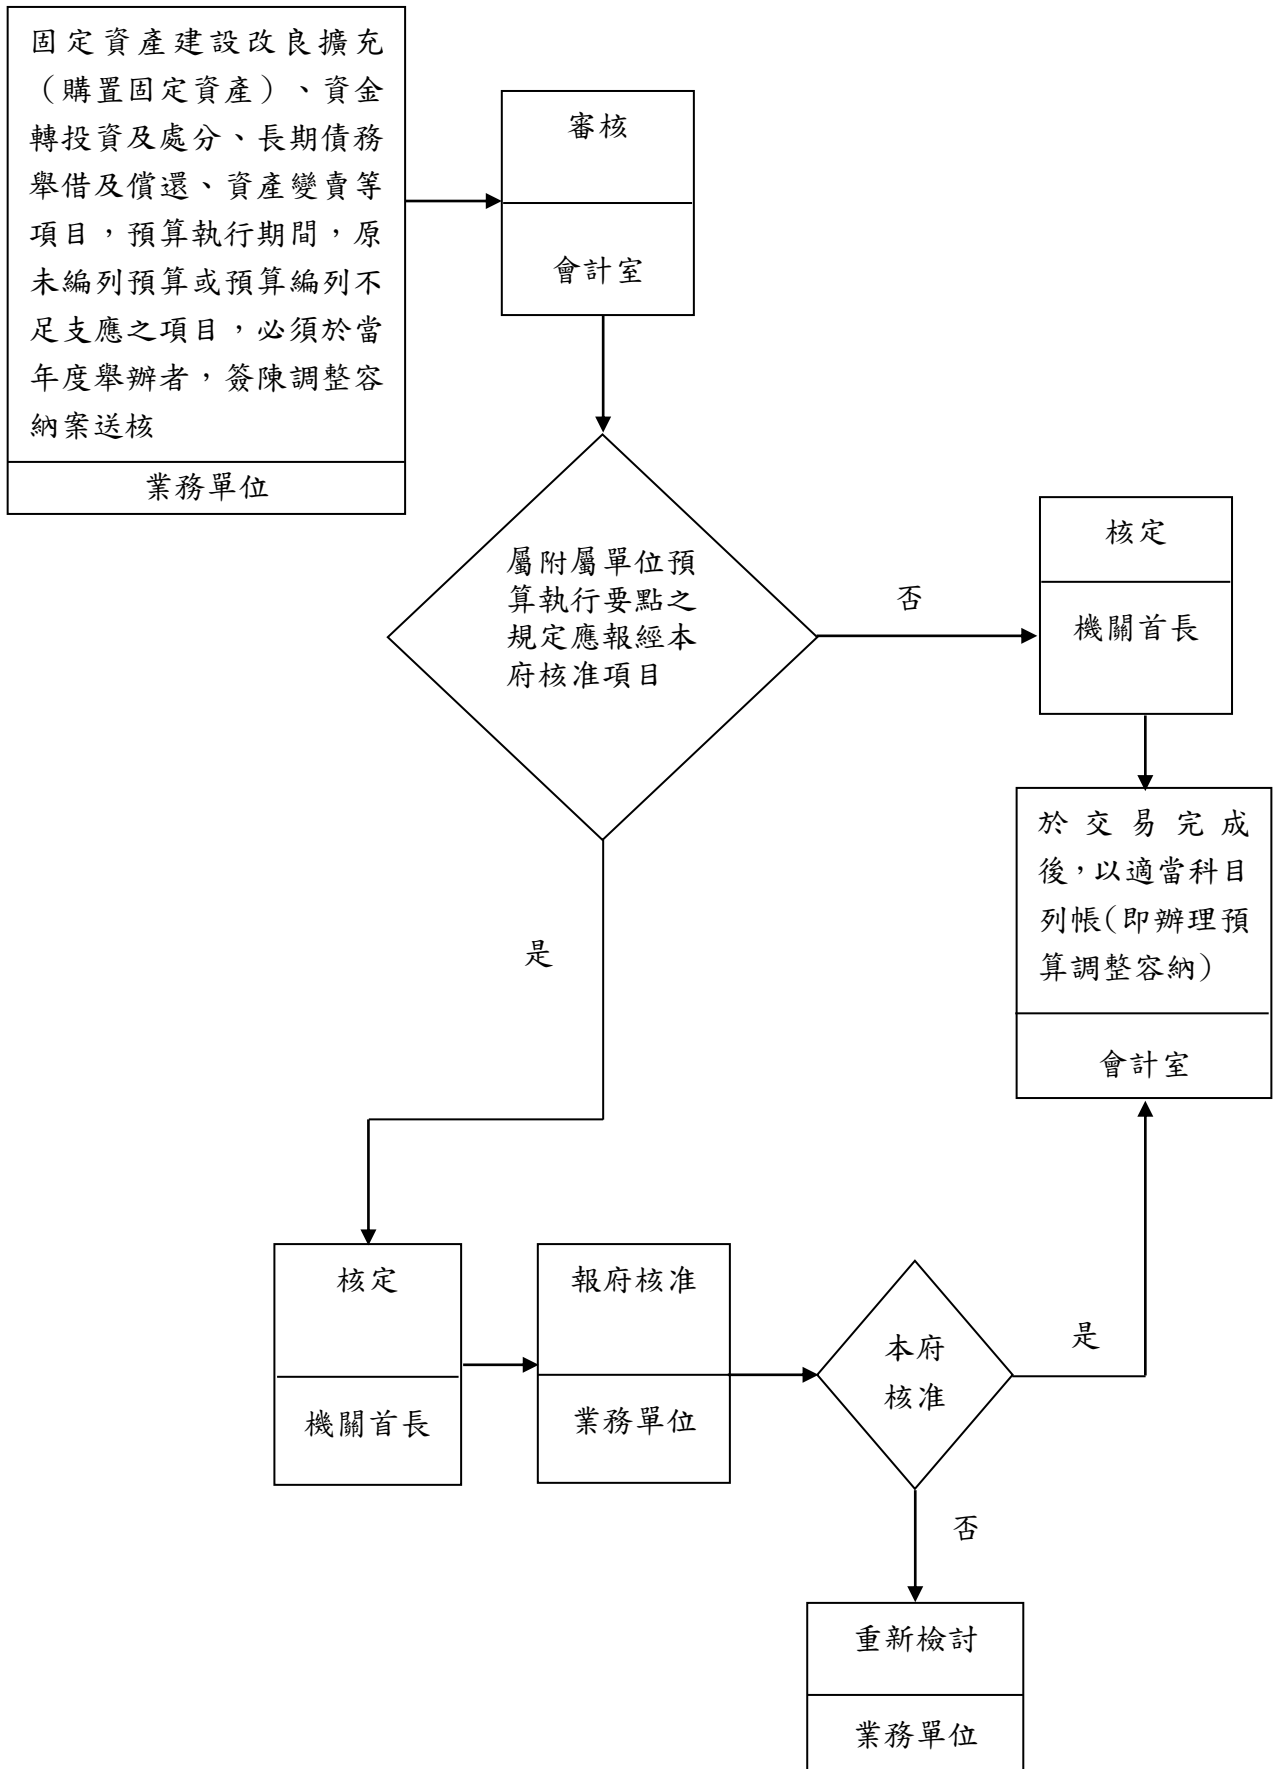 固定資產建設改良擴充
（購置固定資產）、資金
轉投資及處分、長期債務
舉借及償還、資產變賣等
項目，預算執行期間，原
未編列預算或預算編列不
足支應之項目，必須於當
年度舉辦者，簽陳調整容
納案送核
業務單位
審核
會計室
屬附屬單位預
算執行要點之
規定應報經本
府核准項目
否
核定
機關首長
於交易完成
後，以適當科目
列帳(即辦理預
算調整容納)
會計室
是
核定
機關首長
報府核准
業務單位
本府
核准
是
否
重新檢討
業務單位